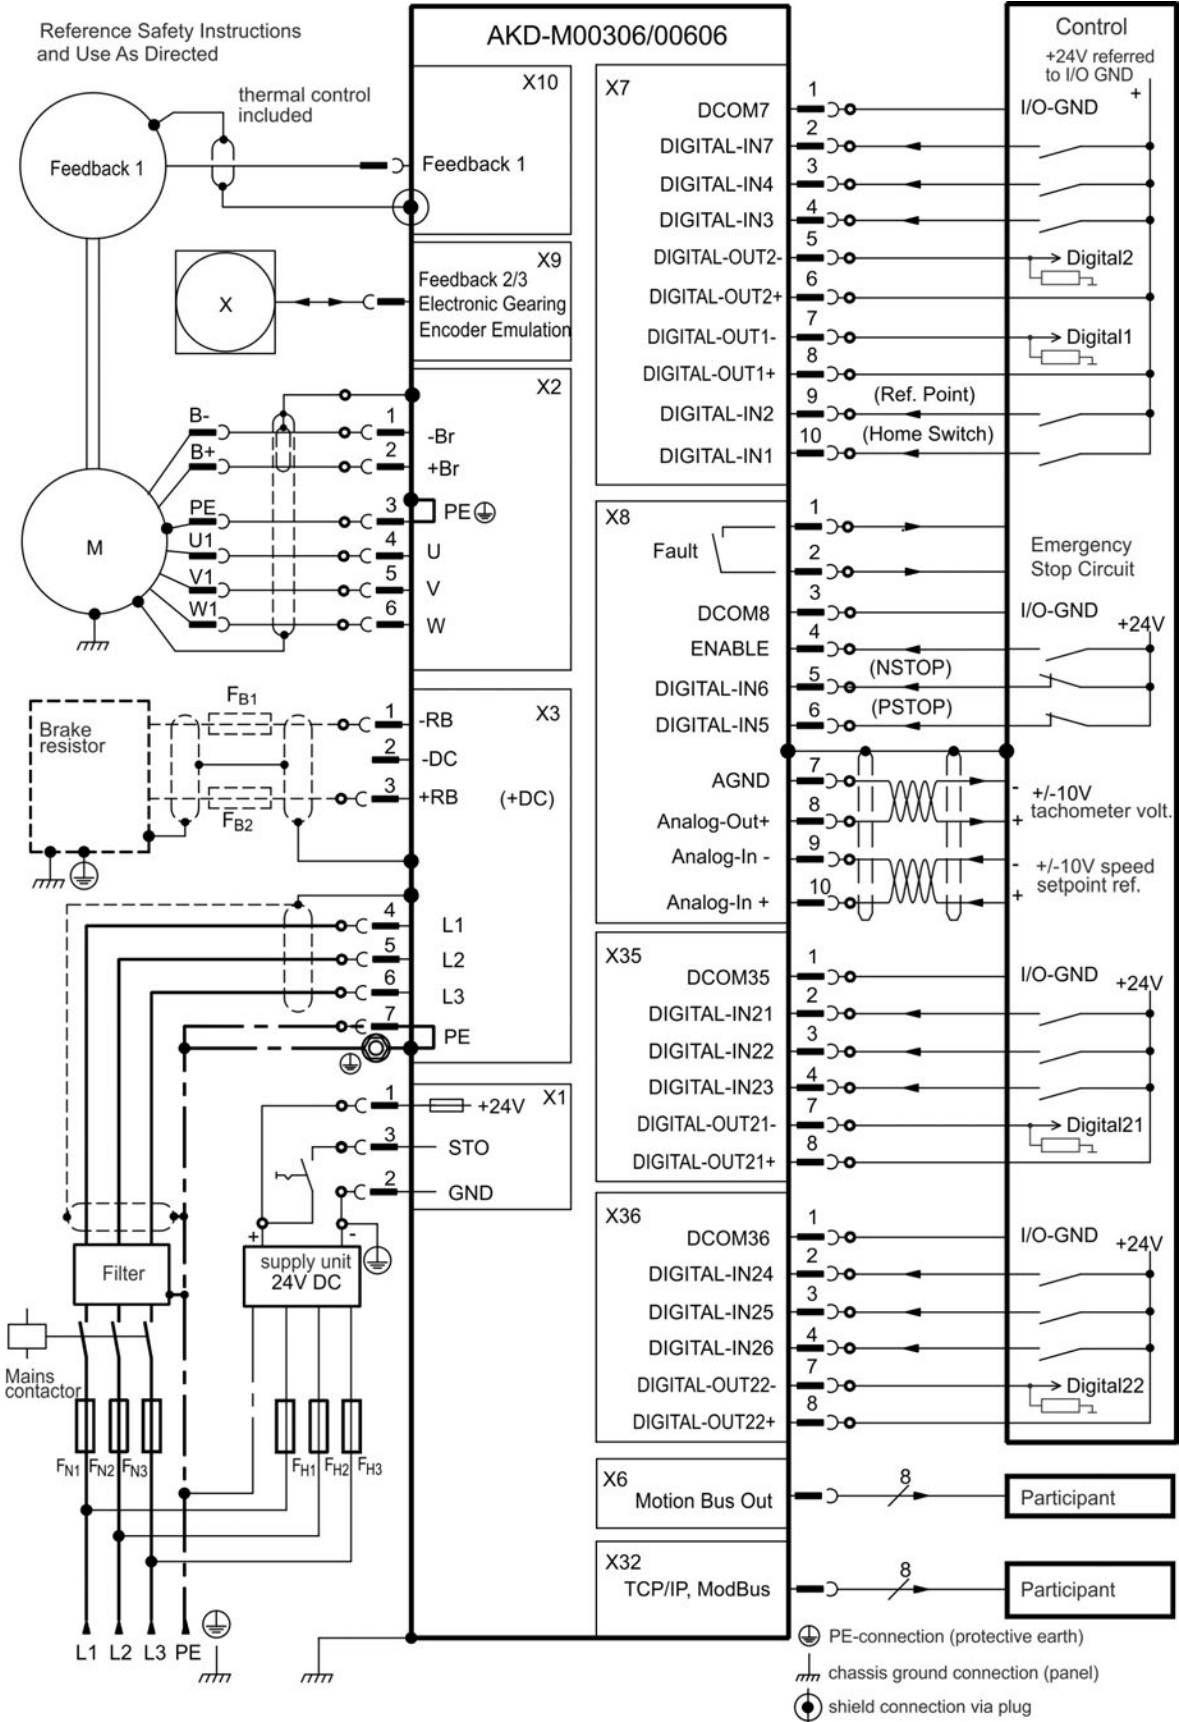 Reference Safety Instructions
and Use As Directed
AKD-M00306/00606
Control
+24V referred
to I/O GND
+
thermal control
included
Feedback 1
X10
Feedback 1
X
X9
Feedback 2/3
Electronic Gearing
Encoder Emulation
X2
B- 1 -Br
B+ 2 +Br
PE 3 PE
M
U1 4 U
V1 5 V
W1 6 W
Brake
resistor
FB1
FB2
X3
1 -RB
2 -DC
3 +RB (+DC)
4 L1
5 L2
6 L3
7 PE
X1
1 +24V
3 STO
2 GND
+ -
supply unit
24V DC
Filter
Mains
contactor
FN1 FN2 FN3
FH1 FH2 FH3
L1 L2 L3 PE
X7
DCOM7 1 I/O-GND
DIGITAL-IN7 2
DIGITAL-IN4 3
DIGITAL-IN3 4
DIGITAL-OUT2- 5 Digital2
DIGITAL-OUT2+ 6
DIGITAL-OUT1- 7 Digital1
DIGITAL-OUT1+ 8
DIGITAL-IN2 9 (Ref. Point)
DIGITAL-IN1 10 (Home Switch)
X8
Fault 1
2
Emergency
Stop Circuit
DCOM8 3 I/O-GND
+24V
ENABLE 4
DIGITAL-IN6 5 (NSTOP)
DIGITAL-IN5 6 (PSTOP)
AGND 7 -
Analog-Out+ 8 +
+/-10V
tachometer volt.
Analog-In - 9 -
Analog-In + 10 +
+/-10V speed
setpoint ref.
X35
DCOM35 1 I/O-GND
+24V
DIGITAL-IN21 2
DIGITAL-IN22 3
DIGITAL-IN23 4
DIGITAL-OUT21- 7 Digital21
DIGITAL-OUT21+ 8
X36
DCOM36 1 I/O-GND
+24V
DIGITAL-IN24 2
DIGITAL-IN25 3
DIGITAL-IN26 4
DIGITAL-OUT22- 7 Digital22
DIGITAL-OUT22+ 8
X6
Motion Bus Out 8 Participant
X32
TCP/IP, ModBus 8 Participant
PE-connection (protective earth)
chassis ground connection (panel)
shield connection via plug